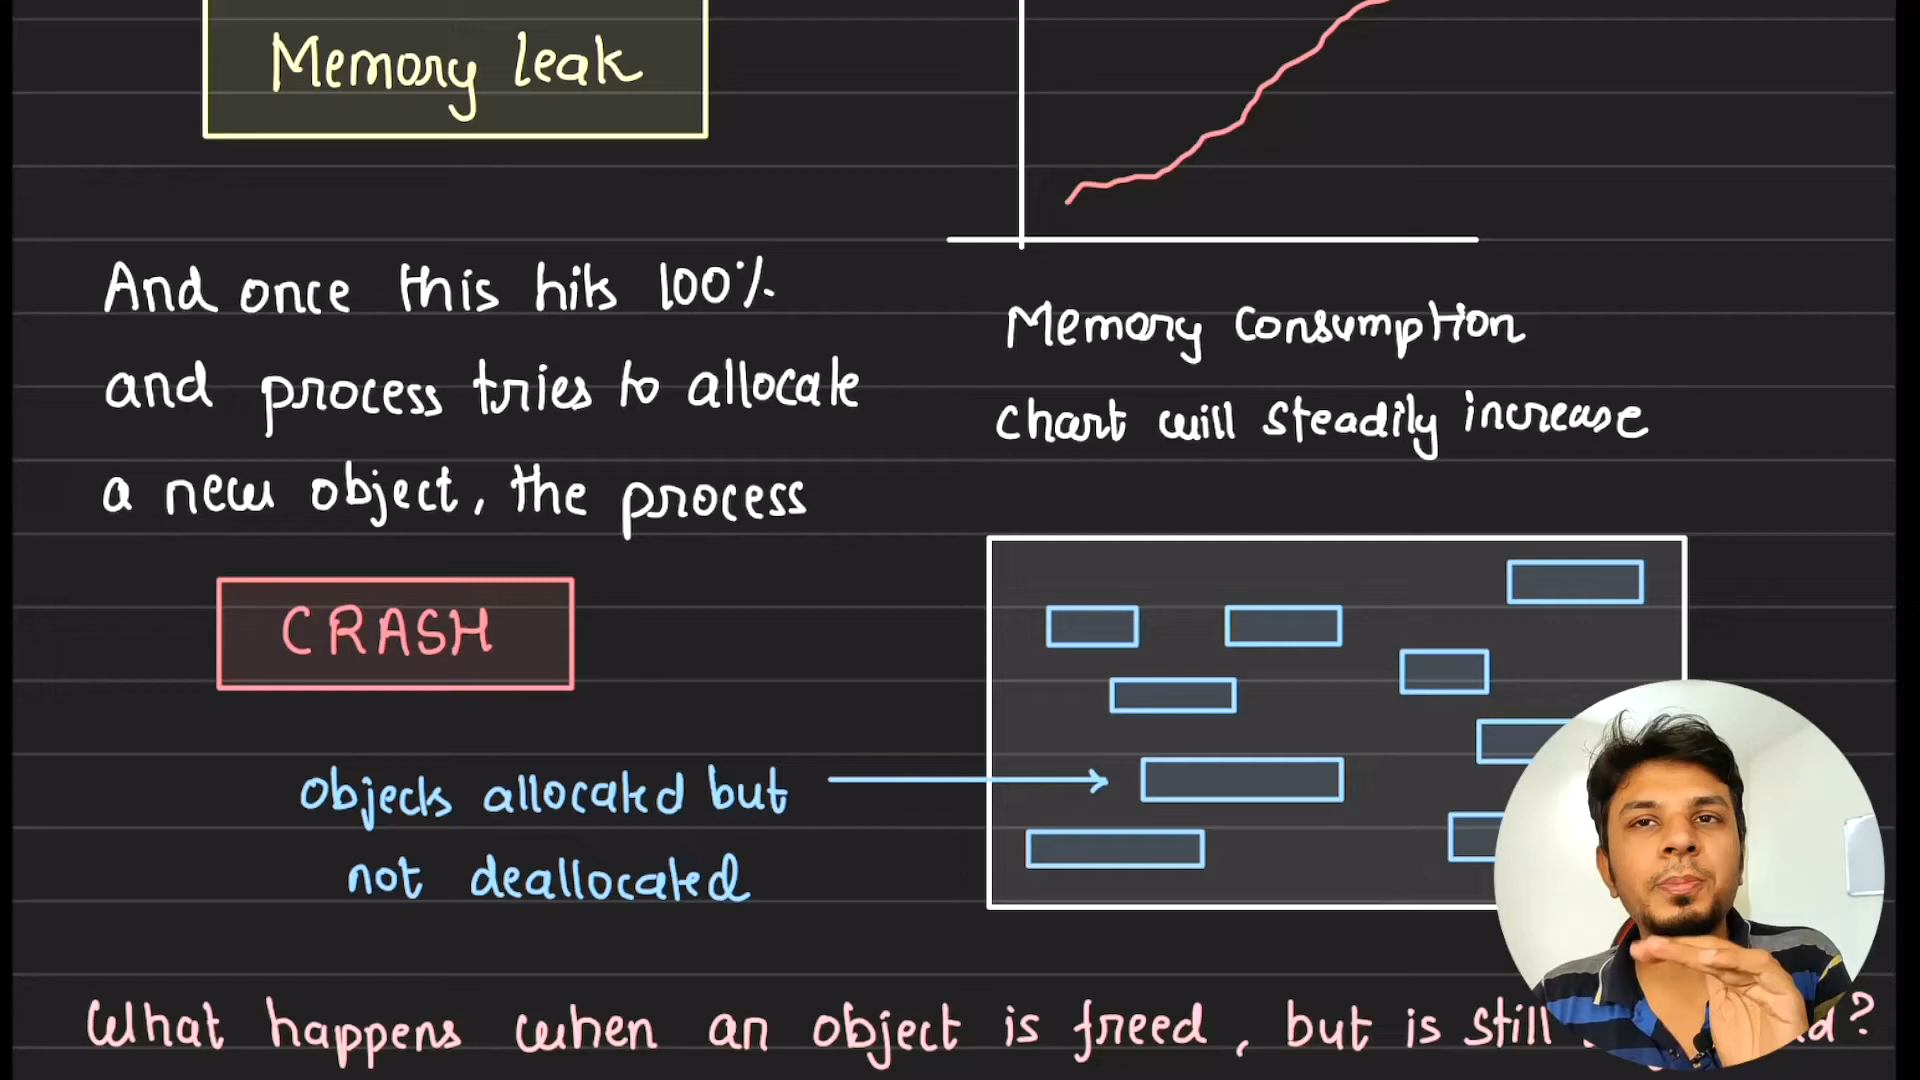 Memory leak
And once this hits 100%
and process tries to allocate
a new object, the process
CRASH
Memory Consumption
Chart will steadily increase
Objects allocated but
not deallocated
What happens when an object is freed, but is still ?